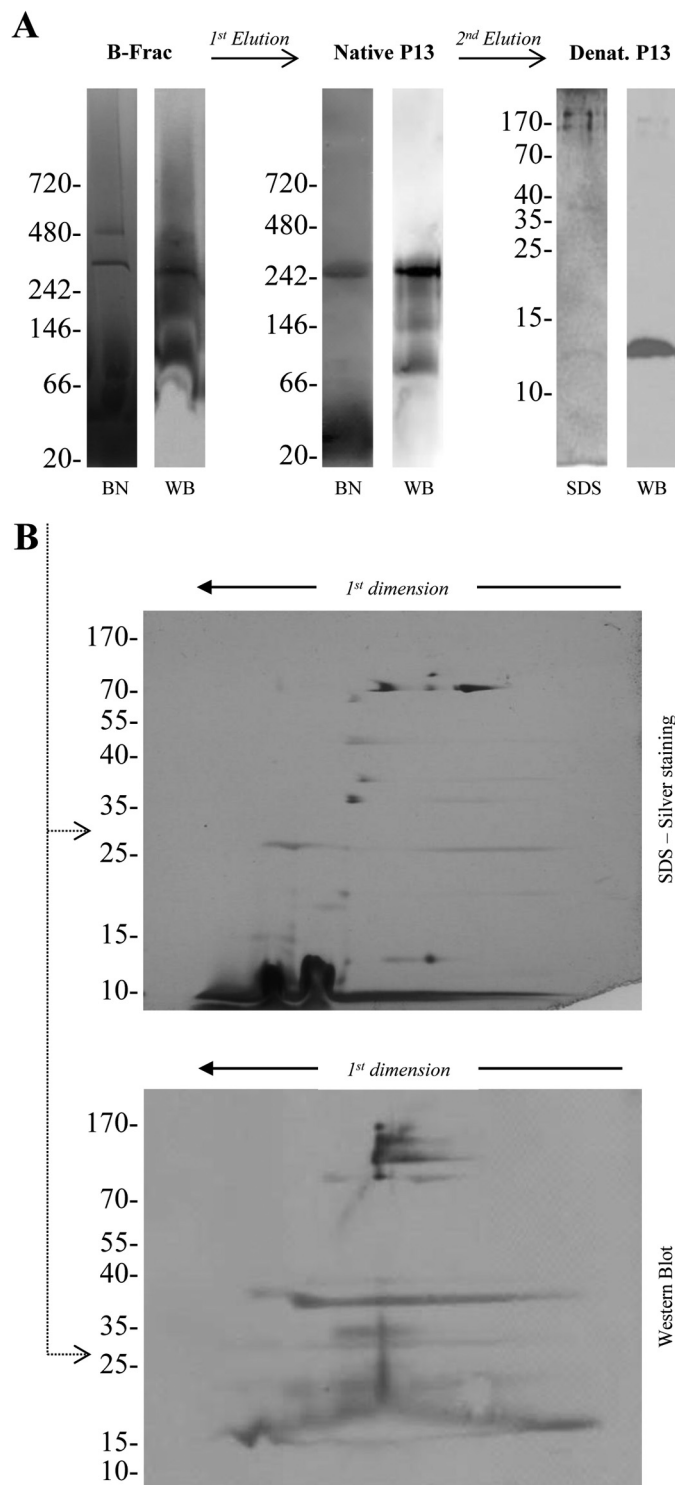 A
B-Frac
1st Elution
Native P13
2nd Elution
Denat. P13
720-
480-
242-
146-
66-
20-
BN
WB
720-
480-
242-
146-
66-
20-
BN
WB
170-
70-
40-
35-
25-
15-
10-
SDS
WB
B
1st dimension
170-
70-
55-
40-
35-
25-
15-
10-
SDS – Silver staining
1st dimension
170-
70-
55-
40-
35-
25-
15-
10-
Western Blot